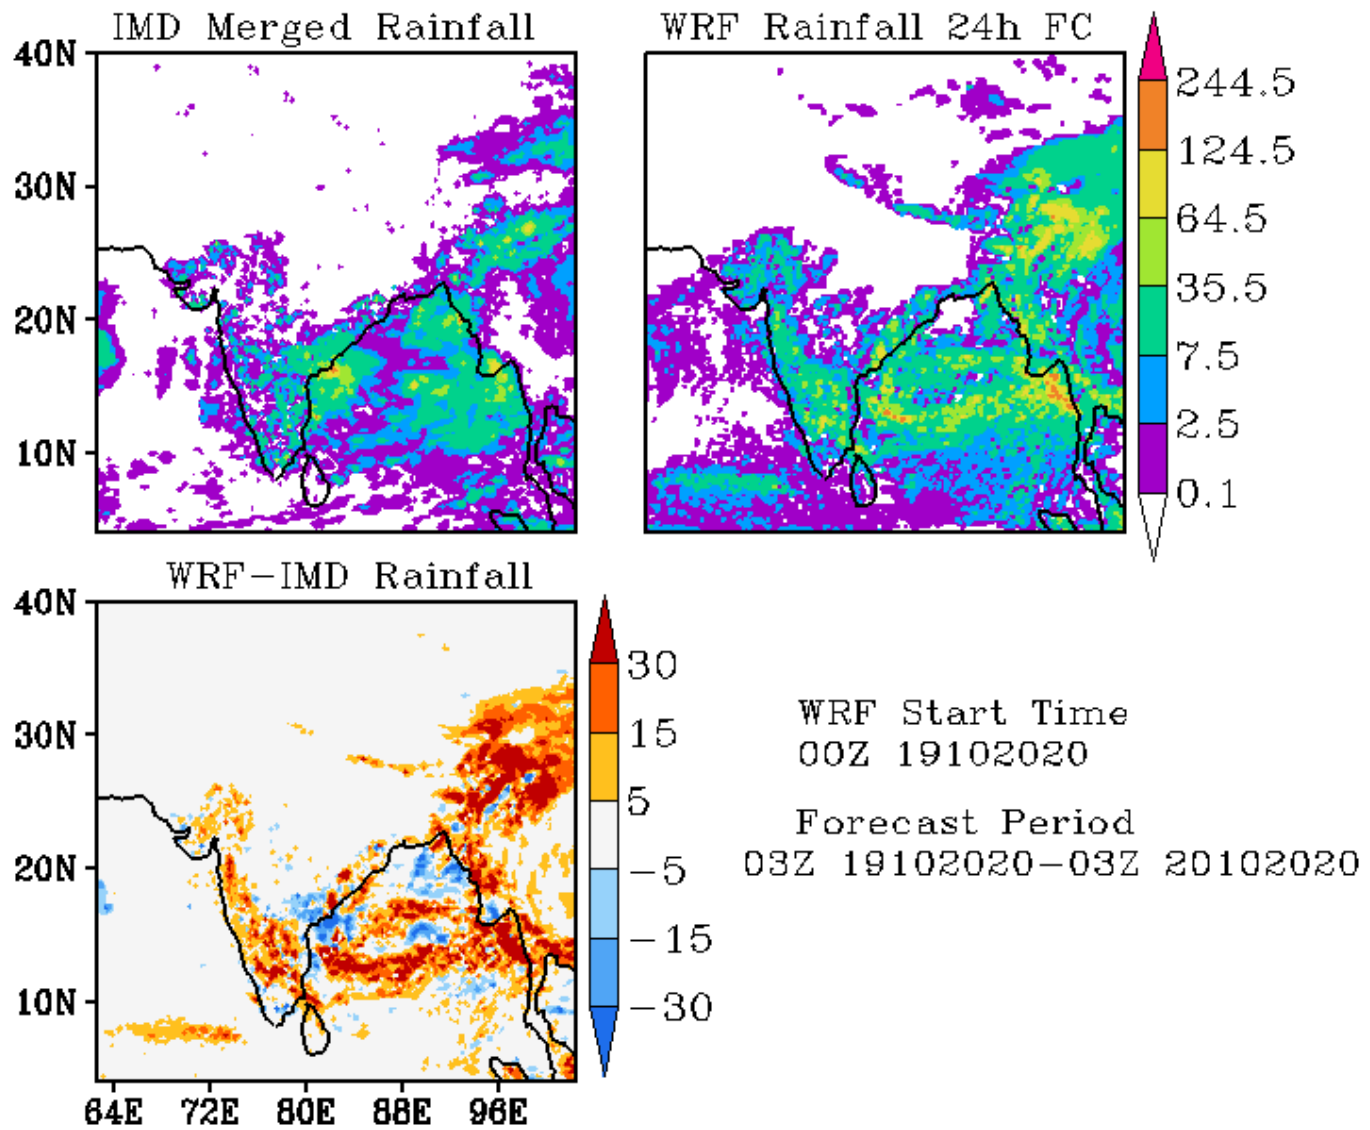 IMD Merged Rainfall
WRF Rainfall 24h FC
40N
30N
20N
10N
244.5
124.5
64.5
35.5
7.5
2.5
0.1
WRF-IMD Rainfall
40N
30N
20N
10N
64E 72E 80E 88E 96E
30
15
5
-5
-15
-30
WRF Start Time
00Z 19102020
Forecast Period
03Z 19102020-03Z 20102020